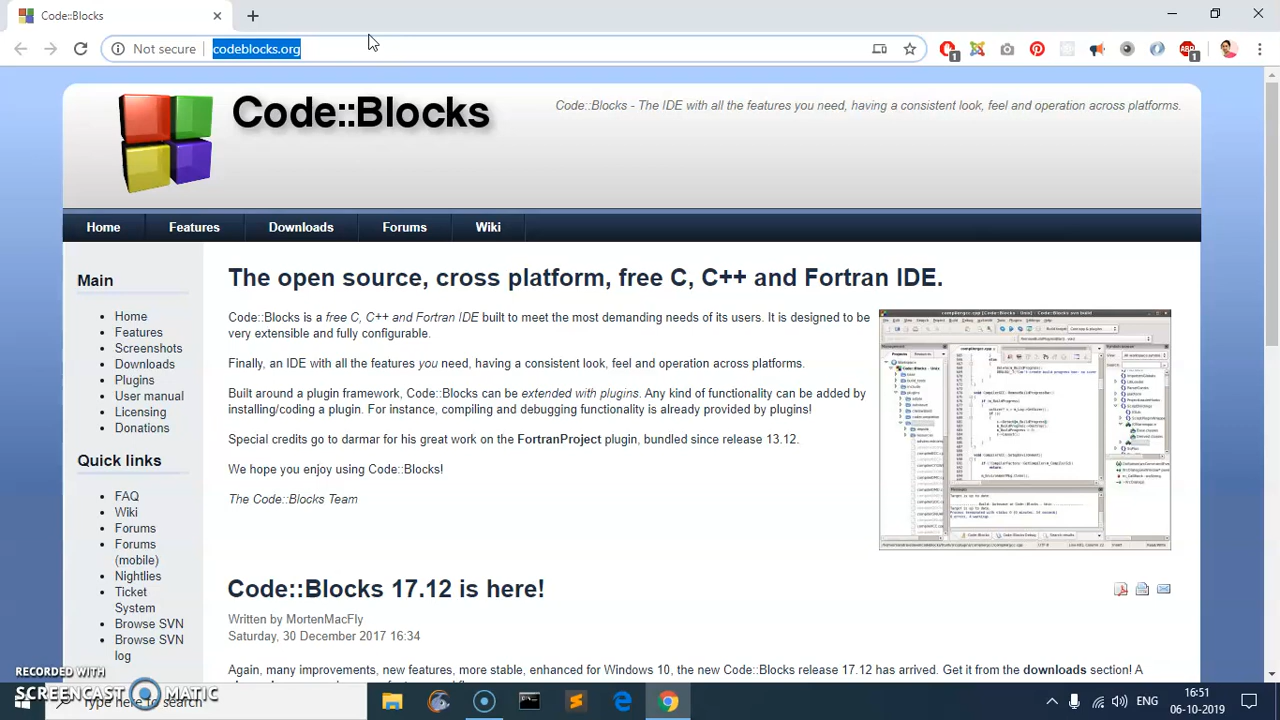 Code::Blocks
Not secure
codeblocks.org
Code::Blocks
Code::Blocks - The IDE with all the features you need, having a consistent look, feel and operation across platforms.
Home
Features
Downloads
Forums
Wiki
Main
Home
Features
Screenshots
Downloads
Plugins
User manual
Licensing
Donations
Quick links
FAQ
Wiki
Forums
Forums
(mobile)
Nightlies
Ticket
System
Browse SVN
Browse SVN
log
The open source, cross platform, free C, C++ and Fortran IDE.
Code::Blocks is a free C, C++ and Fortran IDE built to meet the most demanding needs of its users. It is designed to be
very extensible and fully configurable.
Finally, an IDE with all the features you need, having a consistent look, feel and operation across platforms.
Built around a plugin framework, Code::Blocks can be extended with plugins. Any kind of functionality can be added by
installing/coding a plugin. For instance, compiling and debugging functionality is already provided by plugins!
Special credits go to darmar for his great work on the FortranProject plugin, bundled since release 13.12.
We hope you enjoy using Code::Blocks!
The Code::Blocks Team
Code::Blocks 17.12 is here!
Written by MortenMacFly
Saturday, 30 December 2017 16:34
Again, many improvements, new features, more stable, enhanced for Windows 10, the new Code::Blocks release 17.12 has arrived. Get it from the downloads section! A
RECORDED WITH
SCREENCAST MATIC
Type here to search
ENG
16:51
06-10-2019